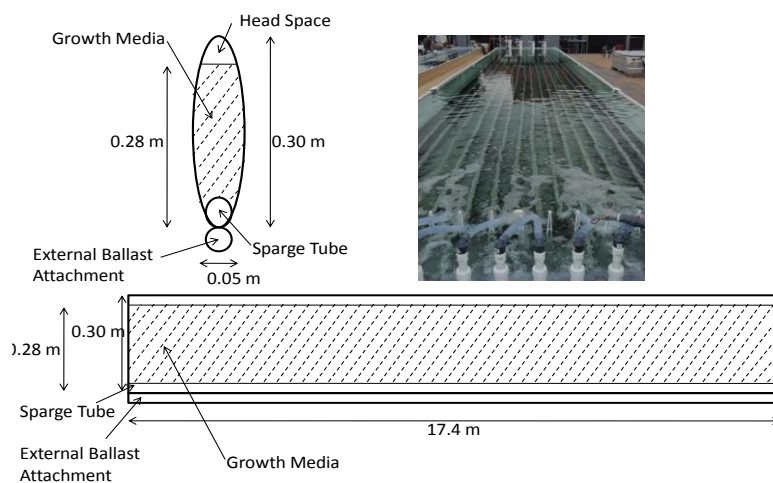 Head Space
Growth Media
0.28 m
0.30 m
Sparge Tube
External Ballast
Attachment
0.05 m
0.30 m
0.28 m
Sparge Tube
17.4 m
External Ballast
Attachment
Growth Media